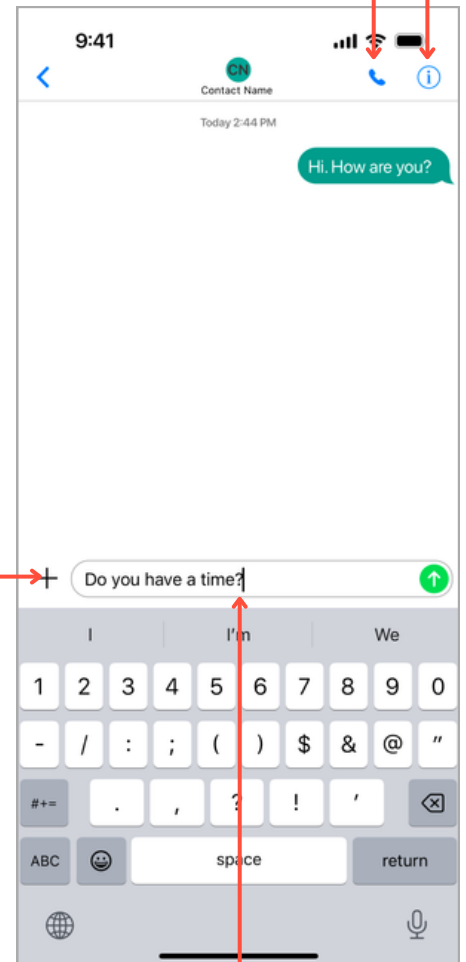 9:41
CN
Contact Name
Today 2:44 PM
Hi. How are you?
Do you have a time?
I I'm We
1 2 3 4 5 6 7 8 9 0
- / : ; ( ) $ & @ "
#+= . , ? ! '
ABC space return